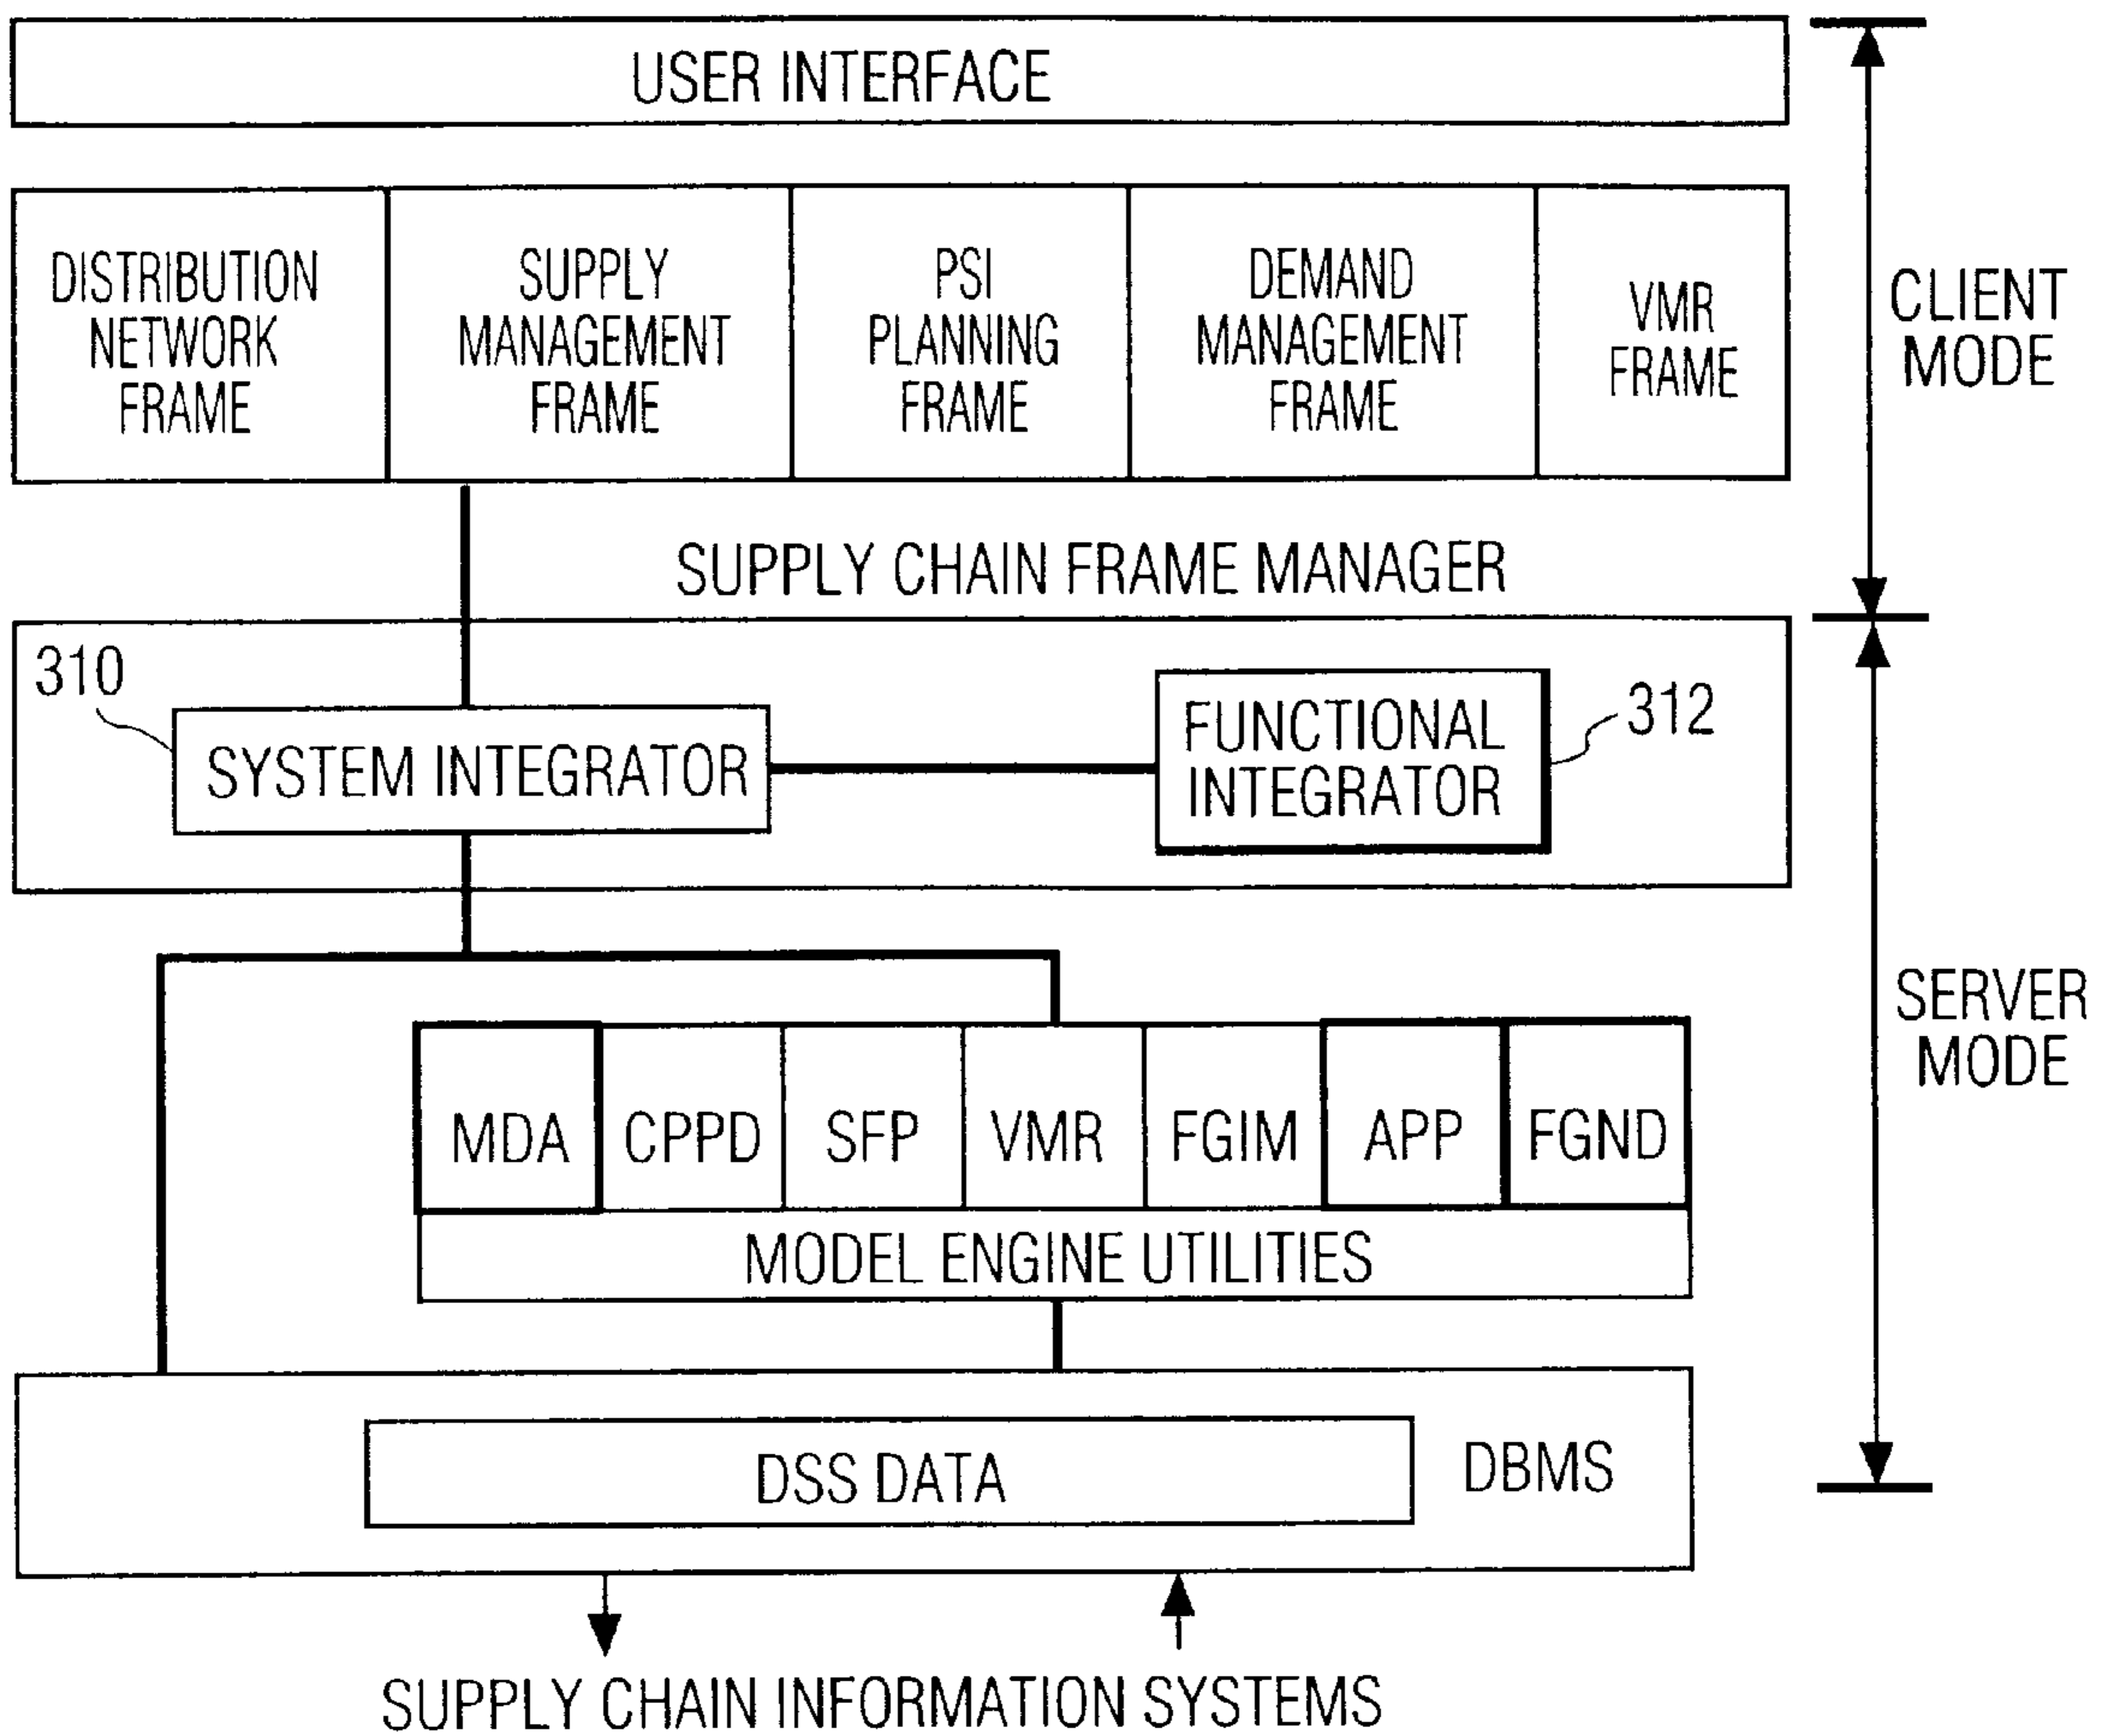 USER INTERFACE
DISTRIBUTION
NETWORK
FRAME
SUPPLY
MANAGEMENT
FRAME
PSI
PLANNING
FRAME
DEMAND
MANAGEMENT
FRAME
VMR
FRAME
CLIENT
MODE
SUPPLY CHAIN FRAME MANAGER
310
SYSTEM INTEGRATOR
FUNCTIONAL
INTEGRATOR
312
SERVER
MODE
MDA
CPPD
SFP
VMR
FGIM
APP
FGND
MODEL ENGINE UTILITIES
DSS DATA
DBMS
SUPPLY CHAIN INFORMATION SYSTEMS